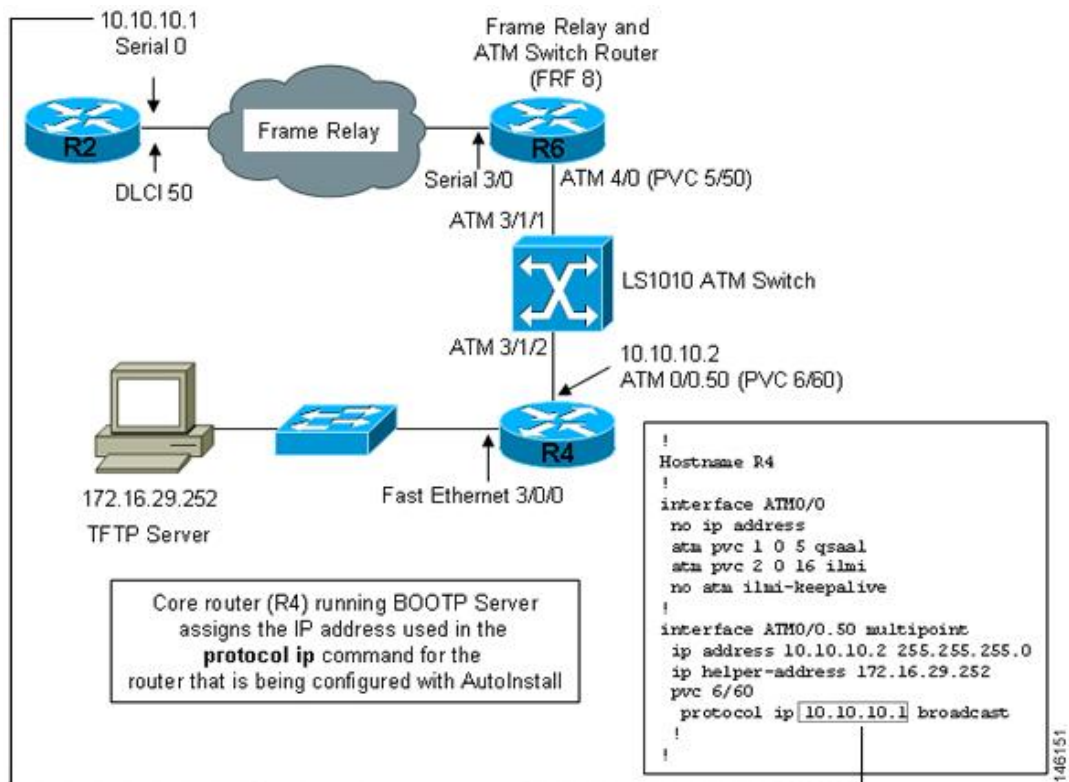 10.10.10.1
Serial 0
Frame Relay and
ATM Switch Router
(FRF 8)
R2
Frame Relay
R6
DLCI 50
Serial 3/0
ATM 4/0 (PVC 5/50)
ATM 3/1/1
LS1010 ATM Switch
ATM 3/1/2
10.10.10.2
ATM 0/0.50 (PVC 6/60)
R4
172.16.29.252
TFTP Server
Fast Ethernet 3/0/0
Core router (R4) running BOOTP Server
assigns the IP address used in the
protocol ip command for the
router that is being configured with AutoInstall
!
Hostname R4
!
interface ATM0/0
no ip address
atm pvc 1 0 5 qsaal
atm pvc 2 0 16 ilmi
no atm ilmi-keepalive
!
interface ATM0/0.50 multipoint
ip address 10.10.10.2 255.255.255.0
ip helper-address 172.16.29.252
pvc 6/60
protocol ip 10.10.10.1 broadcast
!
!
146151